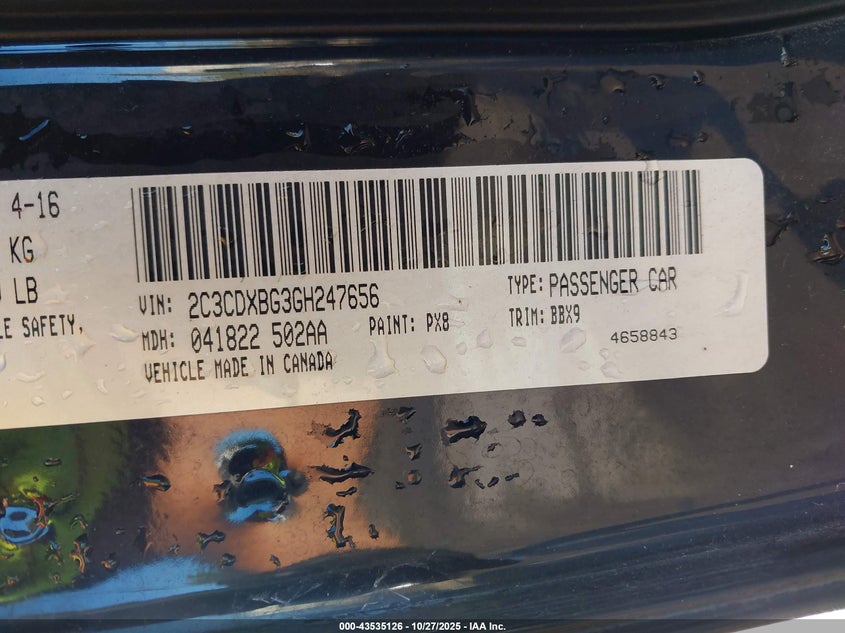 4-16
KG
LB
LE SAFETY,
VIN: 2C3CDXBG3GH247656
TYPE: PASSENGER CAR
MDH: 041822 502AA
PAINT: PX8
TRIM: BBX9
VEHICLE MADE IN CANADA
4658843
000-43535126 - 10/27/2025 - IAA Inc.